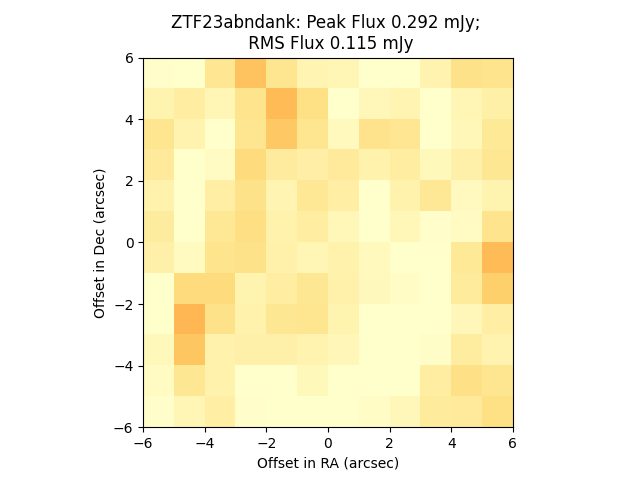 ZTF23abndank: Peak Flux 0.292 mJy;
RMS Flux 0.115 mJy
6
4
2
0
−2
−4
−6
Offset in Dec (arcsec)
−6 −4 −2 0 2 4 6
Offset in RA (arcsec)